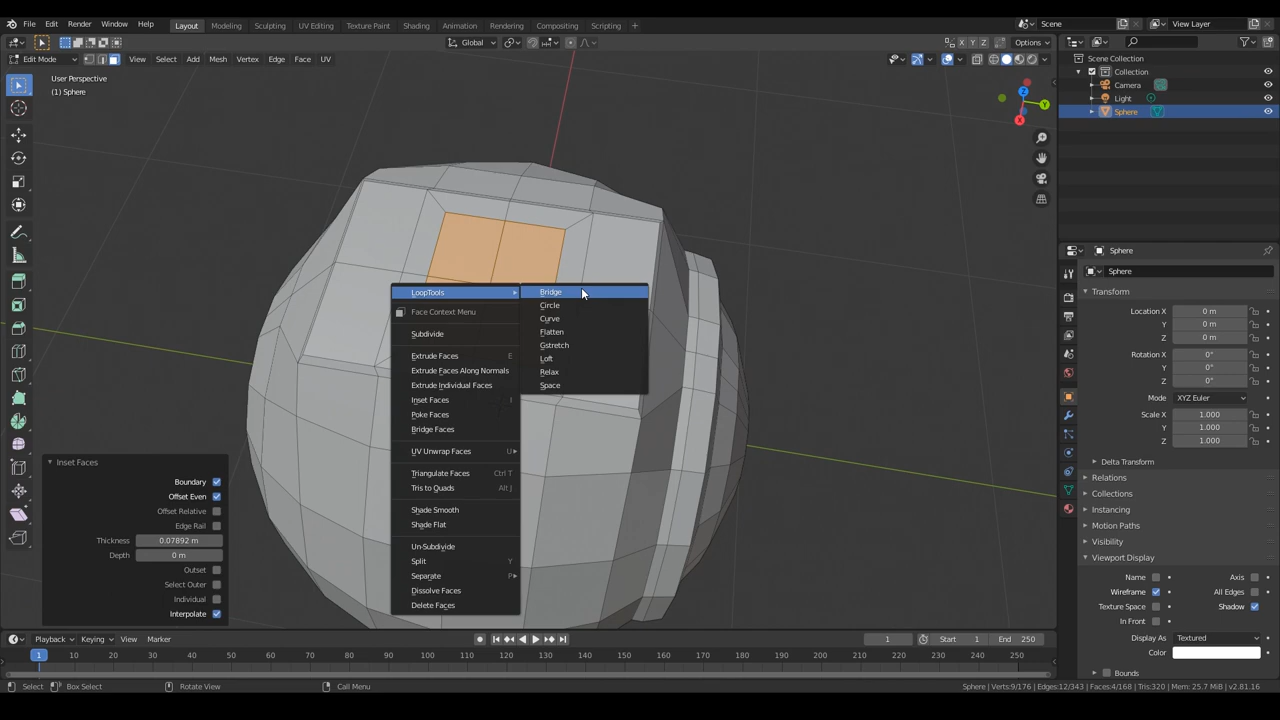 File Edit Render Window Help Layout Modeling Sculpting UV Editing Texture Paint Shading Animation Rendering Compositing Scripting + Scene View Layer
Edit Mode View Select Add Mesh Vertex Edge Face UV Global X Y Z Options
User Perspective
(1) Sphere
Z
Y
X
Scene Collection
Collection
Camera
Light
Sphere
LoopTools
Face Context Menu
Subdivide
Extrude Faces E
Extrude Faces Along Normals
Extrude Individual Faces
Inset Faces I
Poke Faces
Bridge Faces
UV Unwrap Faces U
Triangulate Faces Ctrl T
Tris to Quads Alt J
Shade Smooth
Shade Flat
Un-Subdivide
Split Y
Separate P
Dissolve Faces
Delete Faces
Bridge
Circle
Curve
Flatten
Gstretch
Loft
Relax
Space
Inset Faces
Boundary
Offset Even
Offset Relative
Edge Rail
Thickness 0.07892 m
Depth 0 m
Outset
Select Outer
Individual
Interpolate
Sphere
Sphere
Transform
Location X 0 m
Y 0 m
Z 0 m
Rotation X 0°
Y 0°
Z 0°
Mode XYZ Euler
Scale X 1.000
Y 1.000
Z 1.000
Delta Transform
Relations
Collections
Instancing
Motion Paths
Visibility
Viewport Display
Name Axis
Wireframe All Edges
Texture Space Shadow
In Front
Display As Textured
Color
Bounds
Playback Keying View Marker 1 Start 1 End 250
1 10 20 30 40 50 60 70 80 90 100 110 120 130 140 150 160 170 180 190 200 210 220 230 240 250
Select Box Select Rotate View Call Menu Sphere | Verts:9/176 | Edges:12/343 | Faces:4/168 | Tris:320 | Mem: 25.7 MiB | v2.81.16